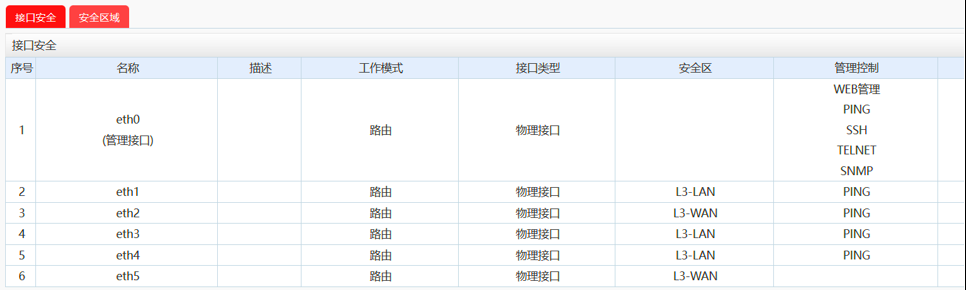 接口安全 安全区域
接口安全
序号 名称 描述 工作模式 接口类型 安全区 管理控制
1 eth0 (管理接口) 路由 物理接口 WEB管理 PING SSH TELNET SNMP
2 eth1 路由 物理接口 L3-LAN PING
3 eth2 路由 物理接口 L3-WAN PING
4 eth3 路由 物理接口 L3-LAN PING
5 eth4 路由 物理接口 L3-LAN PING
6 eth5 路由 物理接口 L3-WAN